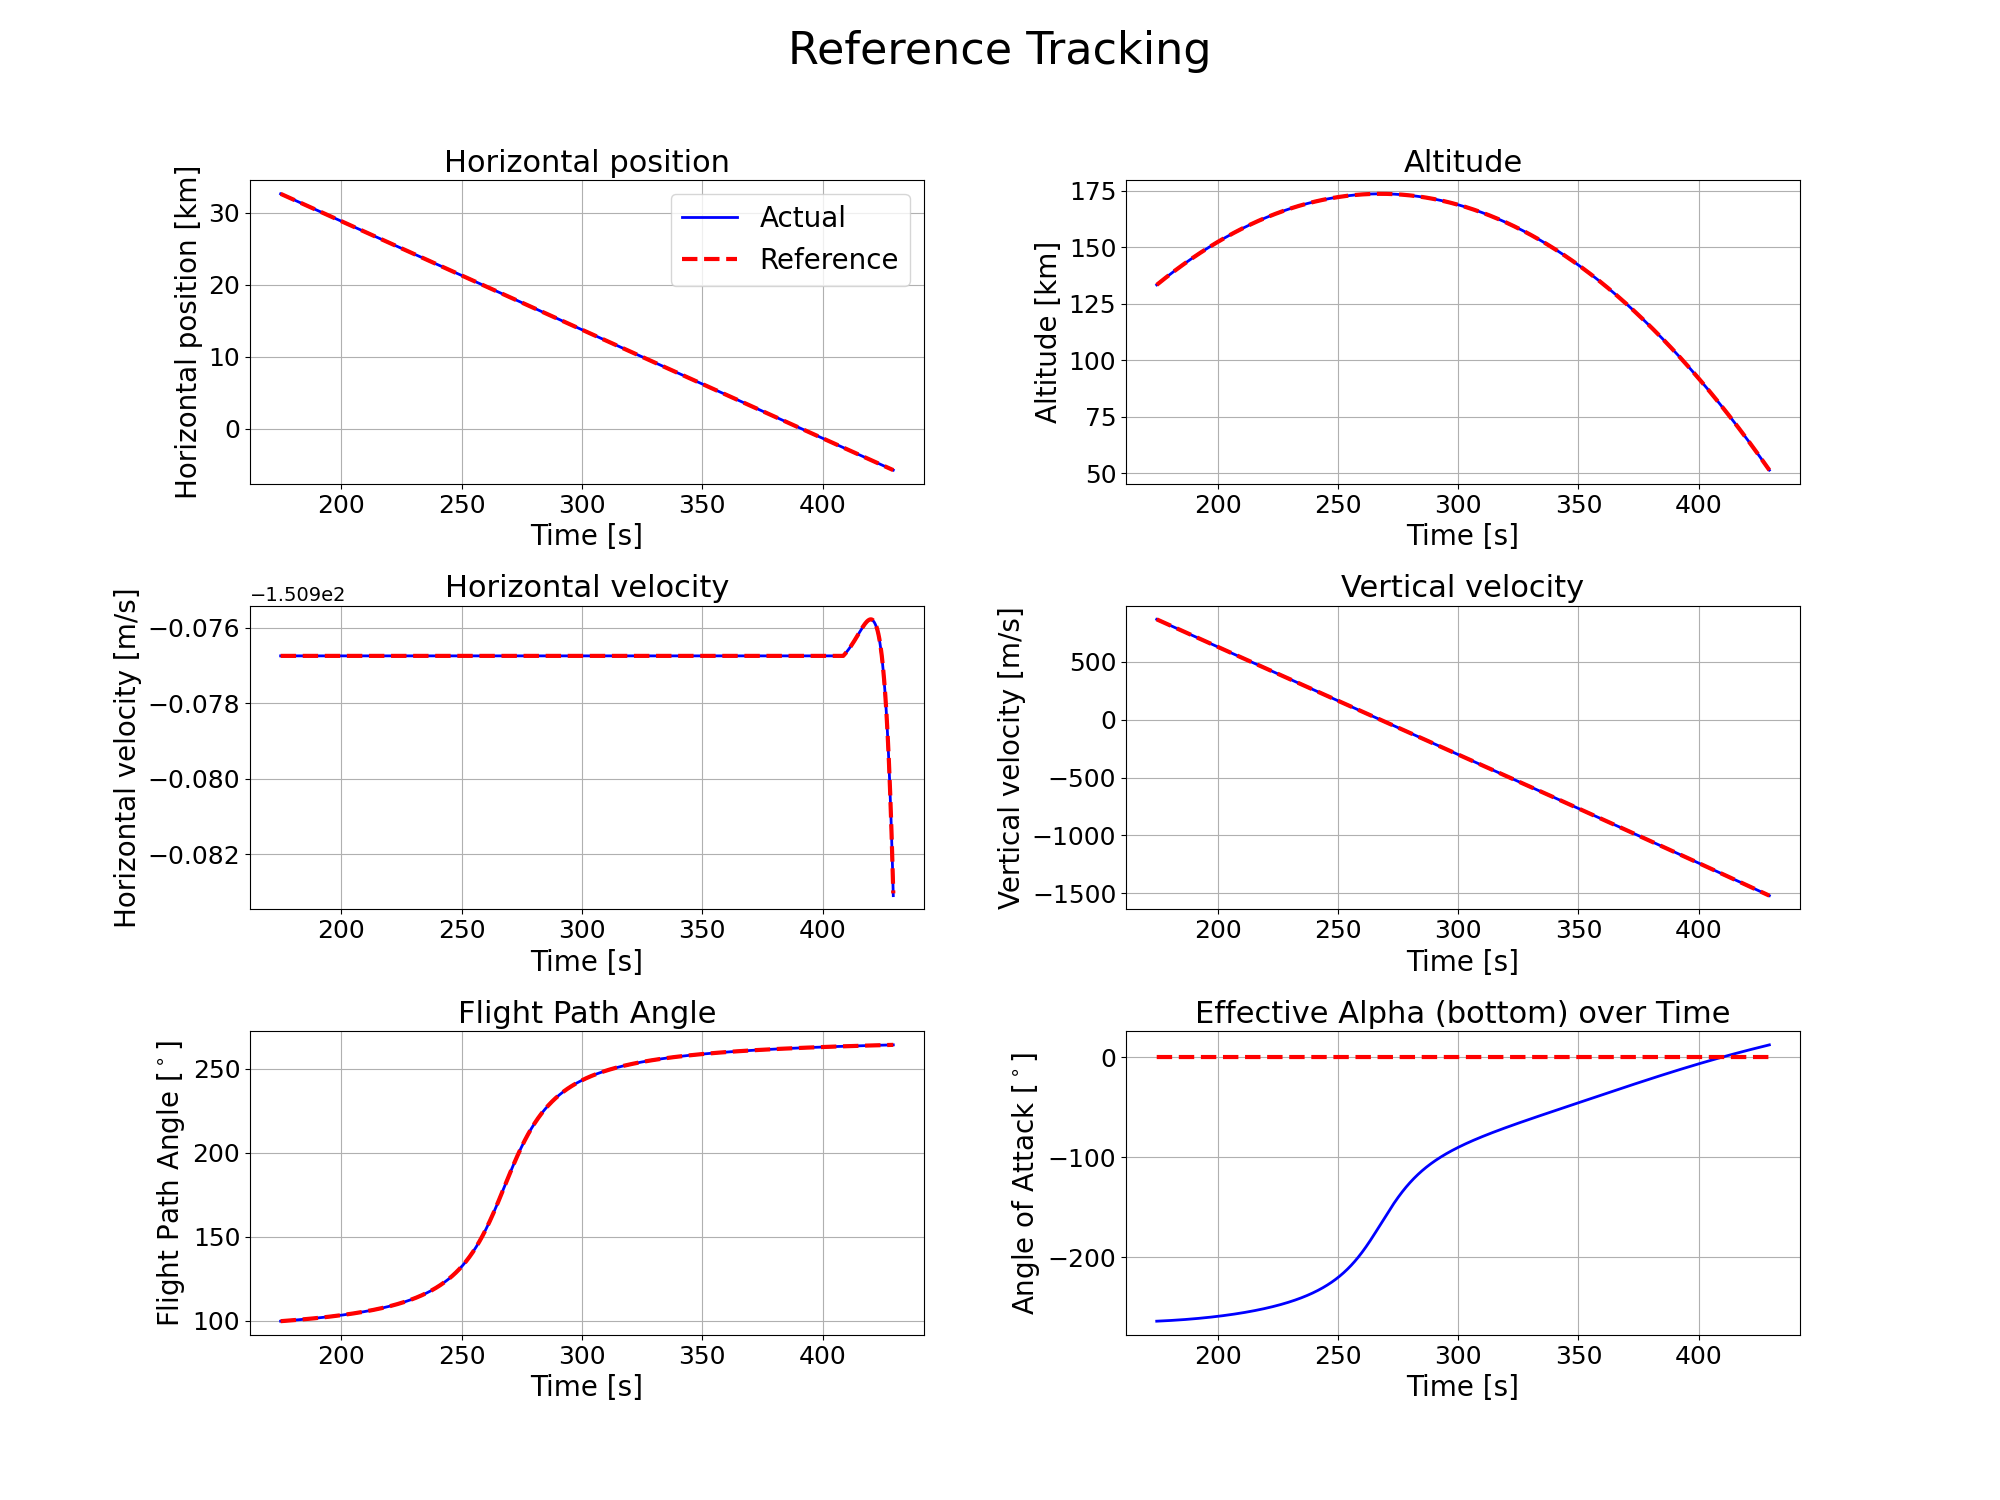 Reference Tracking
Horizontal position
Horizontal position [km]
30
20
10
0
Actual
Reference
200 250 300 350 400
Time [s]
Altitude
Altitude [km]
175
150
125
100
75
50
200 250 300 350 400
Time [s]
Horizontal velocity
−1.509e2
Horizontal velocity [m/s]
−0.076
−0.078
−0.080
−0.082
200 250 300 350 400
Time [s]
Vertical velocity
Vertical velocity [m/s]
500
0
−500
−1000
−1500
200 250 300 350 400
Time [s]
Flight Path Angle
Flight Path Angle [°]
250
200
150
100
200 250 300 350 400
Time [s]
Effective Alpha (bottom) over Time
Angle of Attack [°]
0
−100
−200
200 250 300 350 400
Time [s]